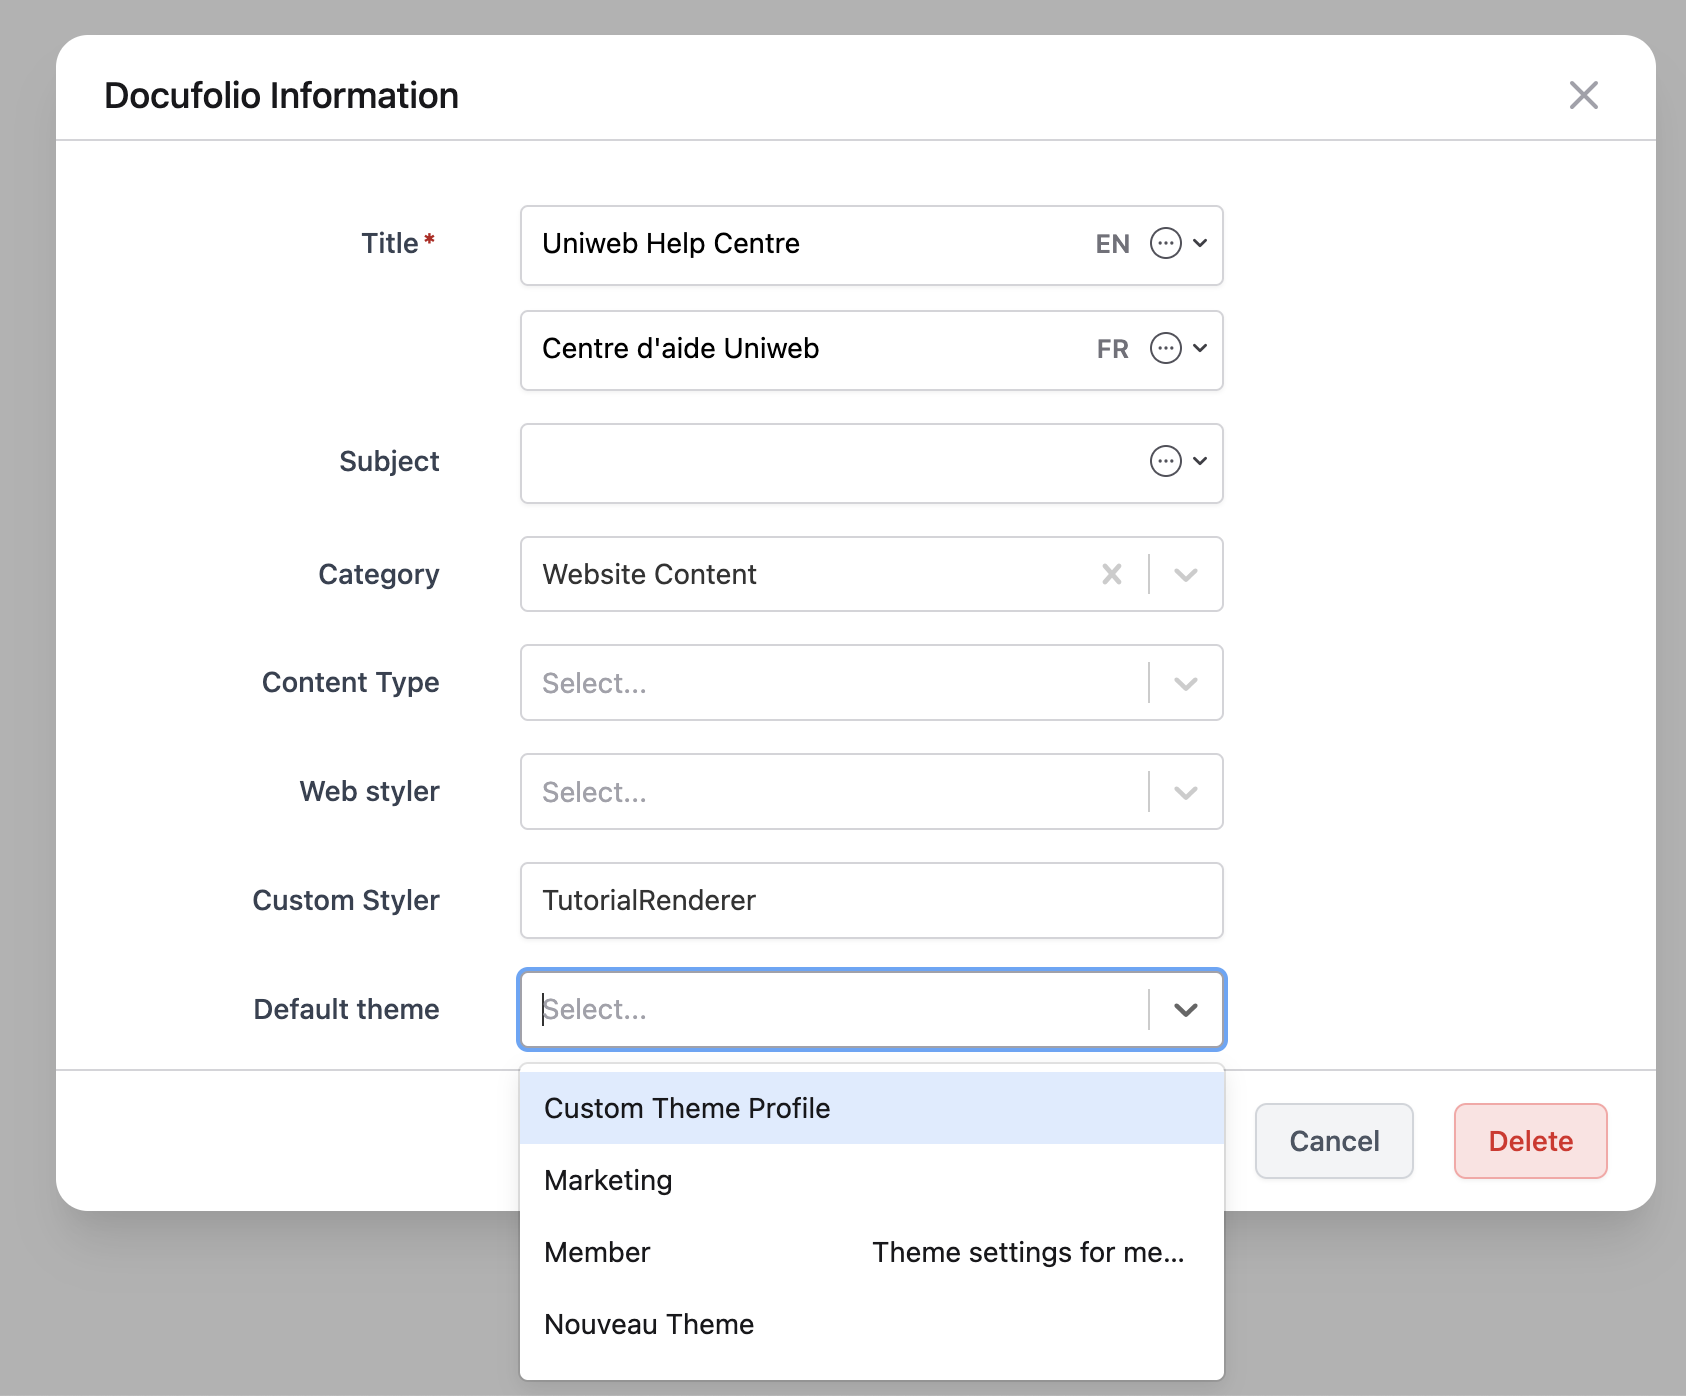 Docufolio Information
Title*
Uniweb Help Centre EN
Centre d'aide Uniweb FR
Subject
Category Website Content
Content Type Select...
Web styler Select...
Custom Styler TutorialRenderer
Default theme Select...
Custom Theme Profile
Cancel Delete
Marketing
Member Theme settings for me...
Nouveau Theme